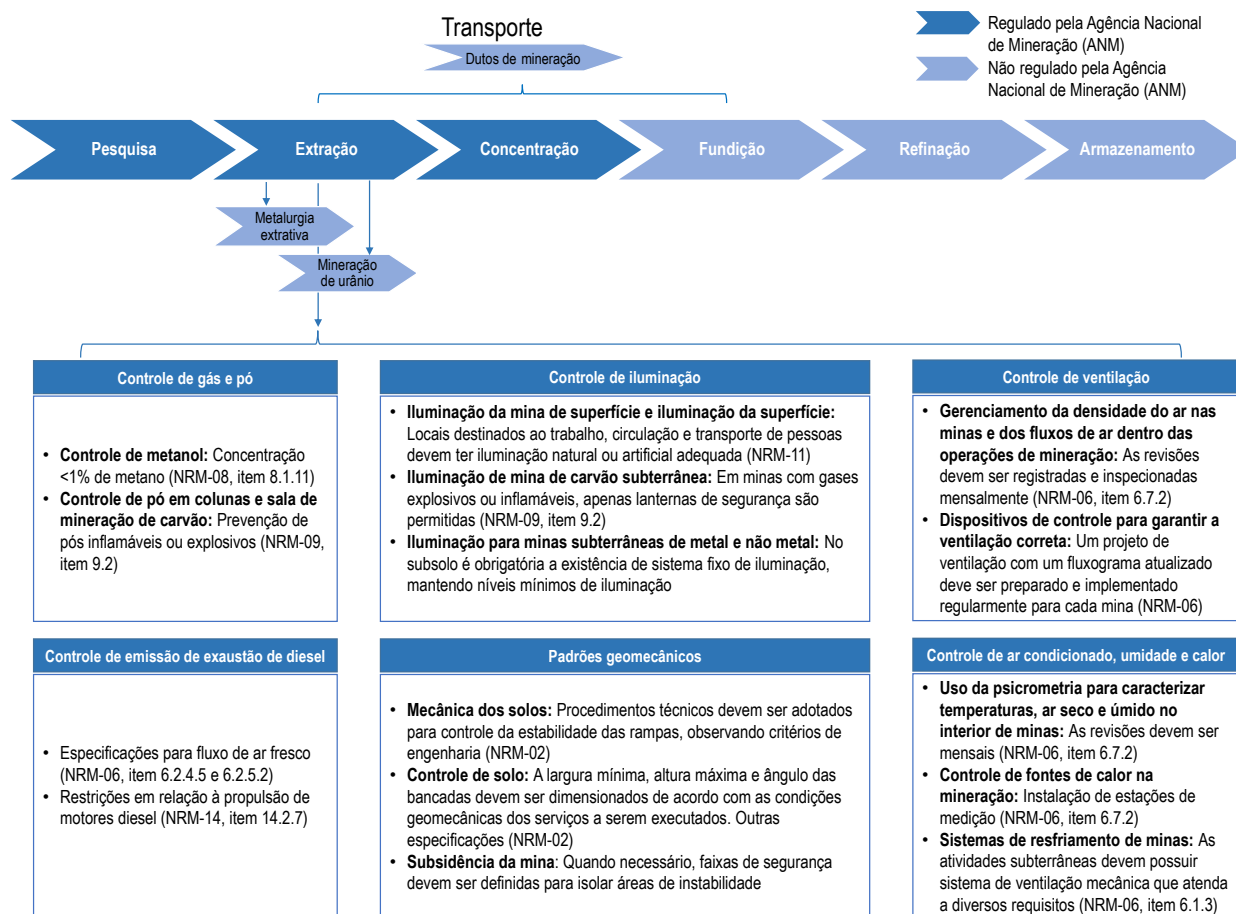 Transporte
Dutos de mineração
Regulado pela Agência Nacional
de Mineração (ANM)
Não regulado pela Agência
Nacional de Mineração (ANM)
Pesquisa
Extração
Concentração
Fundição
Refinação
Armazenamento
Metalurgia
extrativa
Mineração
de urânio
Controle de gás e pó
• Controle de metanol: Concentração
<1% de metano (NRM-08, item 8.1.11)
• Controle de pó em colunas e sala de
mineração de carvão: Prevenção de
pós inflamáveis ou explosivos (NRM-09,
item 9.2)
Controle de iluminação
• Iluminação da mina de superfície e iluminação da superfície:
Locais destinados ao trabalho, circulação e transporte de pessoas
devem ter iluminação natural ou artificial adequada (NRM-11)
• Iluminação de mina de carvão subterrânea: Em minas com gases
explosivos ou inflamáveis, apenas lanternas de segurança são
permitidas (NRM-09, item 9.2)
• Iluminação para minas subterrâneas de metal e não metal: No
subsolo é obrigatória a existência de sistema fixo de iluminação,
mantendo níveis mínimos de iluminação
Controle de ventilação
• Gerenciamento da densidade do ar nas
minas e dos fluxos de ar dentro das
operações de mineração: As revisões
devem ser registradas e inspecionadas
mensalmente (NRM-06, item 6.7.2)
• Dispositivos de controle para garantir a
ventilação correta: Um projeto de
ventilação com um fluxograma atualizado
deve ser preparado e implementado
regularmente para cada mina (NRM-06)
Controle de emissão de exaustão de diesel
• Especificações para fluxo de ar fresco
(NRM-06, item 6.2.4.5 e 6.2.5.2)
• Restrições em relação à propulsão de
motores diesel (NRM-14, item 14.2.7)
Padrões geomecânicos
• Mecânica dos solos: Procedimentos técnicos devem ser adotados
para controle da estabilidade das rampas, observando critérios de
engenharia (NRM-02)
• Controle de solo: A largura mínima, altura máxima e ângulo das
bancadas devem ser dimensionados de acordo com as condições
geomecânicas dos serviços a serem executados. Outras
especificações (NRM-02)
• Subsidência da mina: Quando necessário, faixas de segurança
devem ser definidas para isolar áreas de instabilidade
Controle de ar condicionado, umidade e calor
• Uso da psicrometria para caracterizar
temperaturas, ar seco e úmido no
interior de minas: As revisões devem ser
mensais (NRM-06, item 6.7.2)
• Controle de fontes de calor na
mineração: Instalação de estações de
medição (NRM-06, item 6.7.2)
• Sistemas de resfriamento de minas: As
atividades subterrâneas devem possuir
sistema de ventilação mecânica que atenda
a diversos requisitos (NRM-06, item 6.1.3)